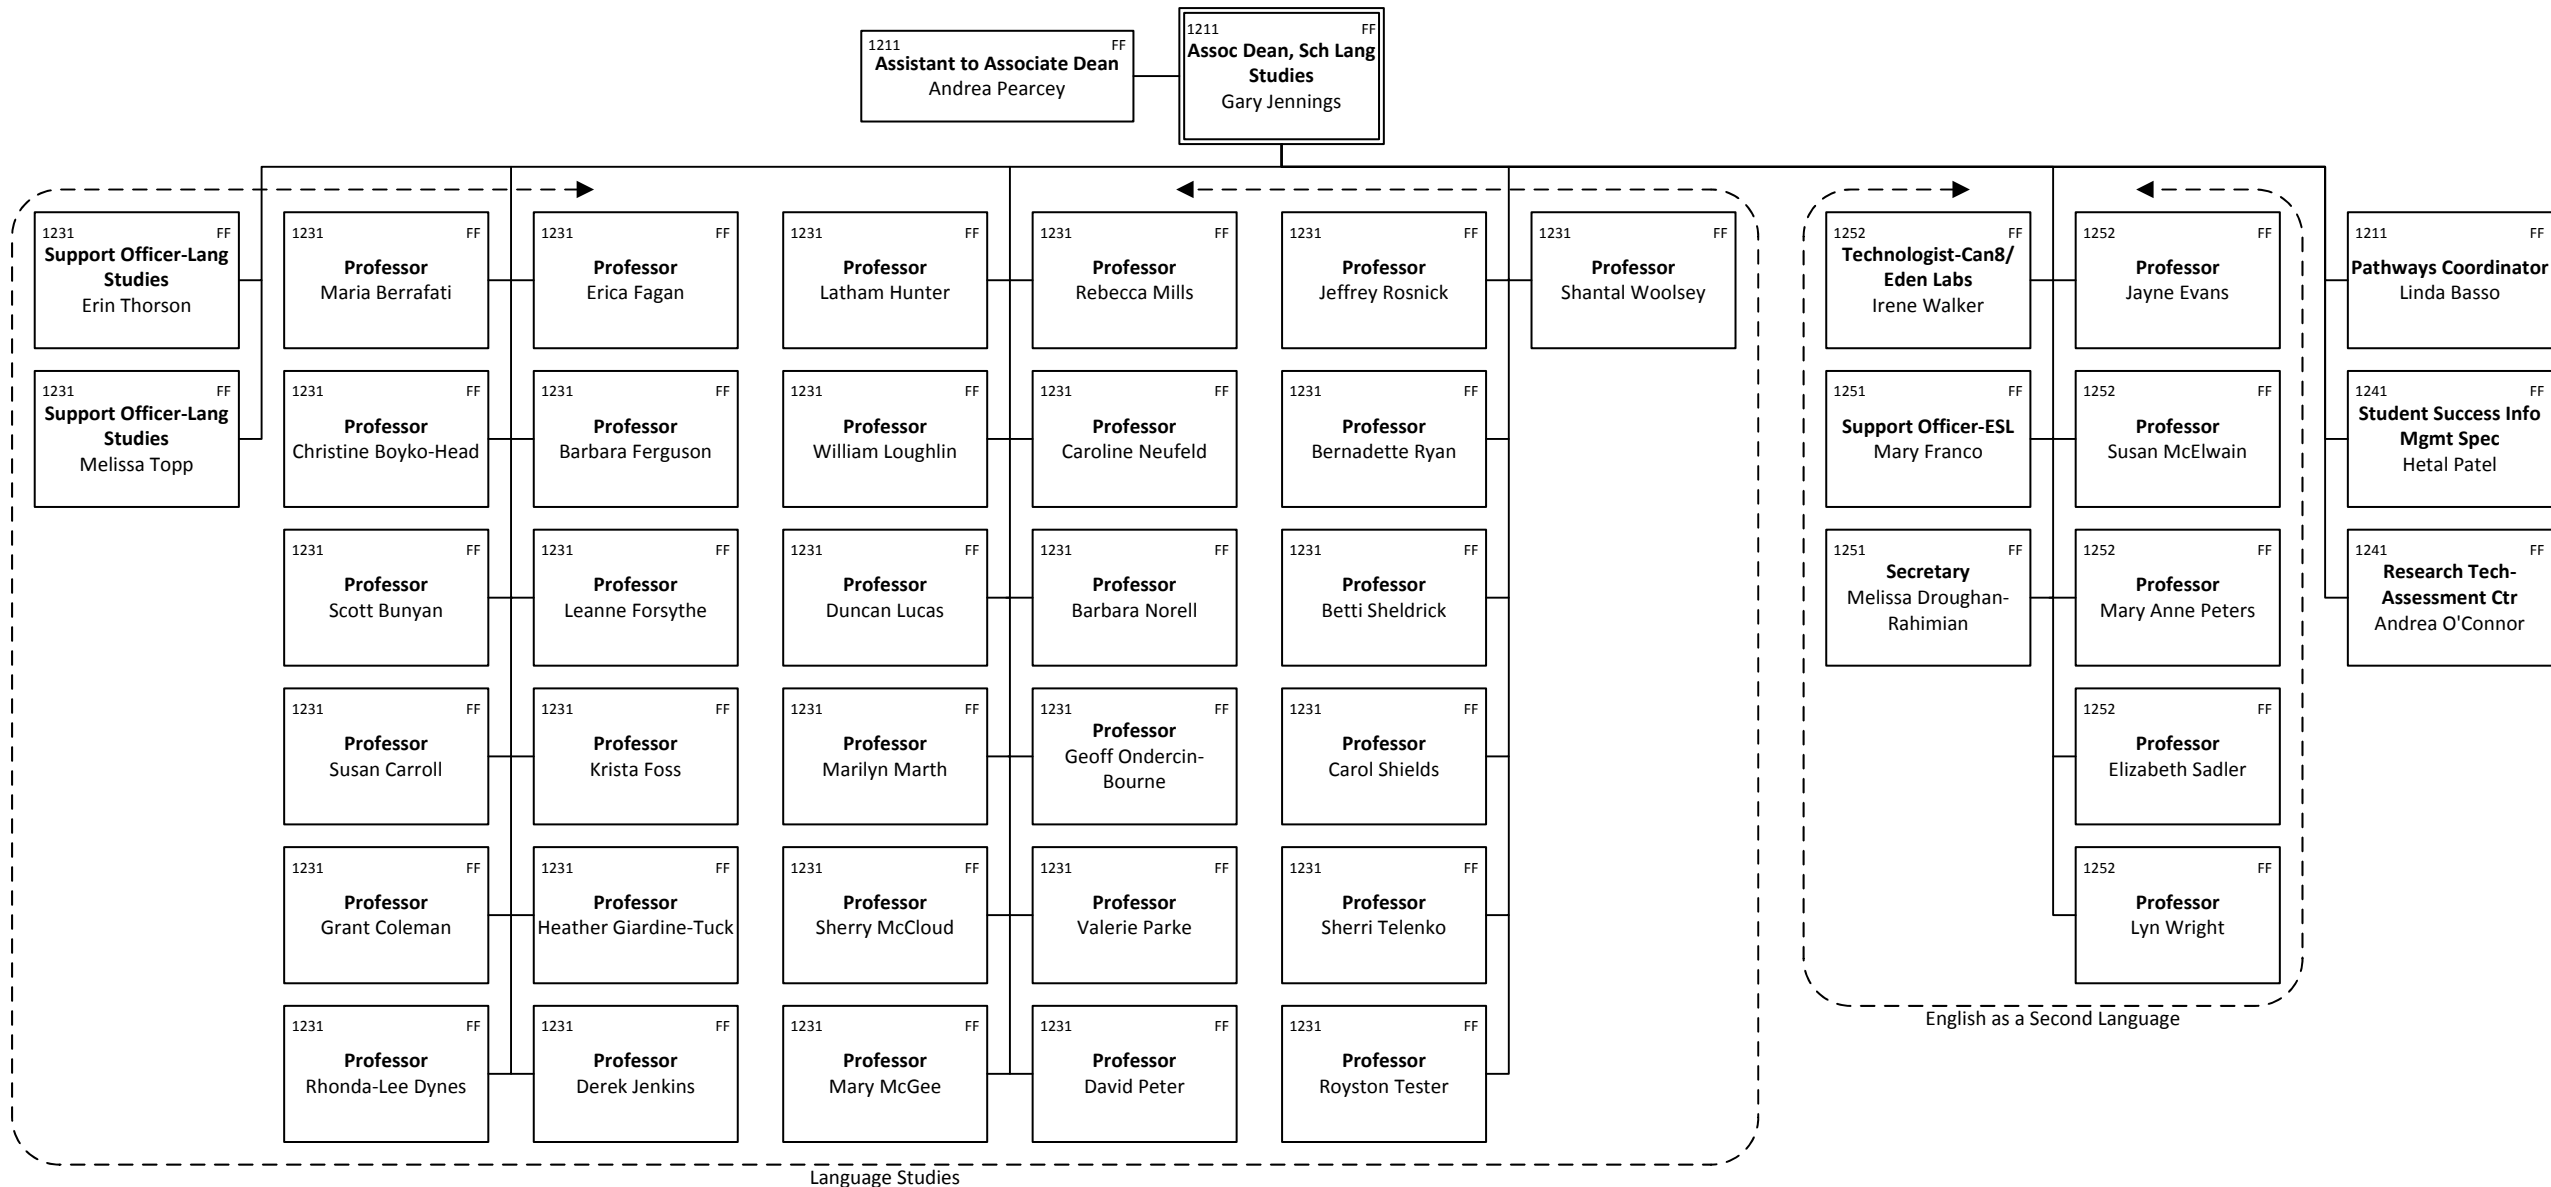 1211 FF
Assistant to Associate Dean
Andrea Pearcey
1211 FF
Assoc Dean, Sch Lang
Studies
Gary Jennings
1231 FF
Support Officer-Lang
Studies
Erin Thorson
1231 FF
Support Officer-Lang
Studies
Melissa Topp
1231 FF
Professor
Maria Berrafati
1231 FF
Professor
Christine Boyko-Head
1231 FF
Professor
Scott Bunyan
1231 FF
Professor
Susan Carroll
1231 FF
Professor
Grant Coleman
1231 FF
Professor
Rhonda-Lee Dynes
1231 FF
Professor
Erica Fagan
1231 FF
Professor
Barbara Ferguson
1231 FF
Professor
Leanne Forsythe
1231 FF
Professor
Krista Foss
1231 FF
Professor
Heather Giardine-Tuck
1231 FF
Professor
Derek Jenkins
1231 FF
Professor
Latham Hunter
1231 FF
Professor
William Loughlin
1231 FF
Professor
Duncan Lucas
1231 FF
Professor
Marilyn Marth
1231 FF
Professor
Sherry McCloud
1231 FF
Professor
Mary McGee
1231 FF
Professor
Rebecca Mills
1231 FF
Professor
Caroline Neufeld
1231 FF
Professor
Barbara Norell
1231 FF
Professor
Geoff Ondercin-
Bourne
1231 FF
Professor
Valerie Parke
1231 FF
Professor
David Peter
1231 FF
Professor
Jeffrey Rosnick
1231 FF
Professor
Bernadette Ryan
1231 FF
Professor
Betti Sheldrick
1231 FF
Professor
Carol Shields
1231 FF
Professor
Sherri Telenko
1231 FF
Professor
Royston Tester
1231 FF
Professor
Shantal Woolsey
Language Studies
1252 FF
Technologist-Can8/
Eden Labs
Irene Walker
1251 FF
Support Officer-ESL
Mary Franco
1251 FF
Secretary
Melissa Droughan-
Rahimian
1252 FF
Professor
Jayne Evans
1252 FF
Professor
Susan McElwain
1252 FF
Professor
Mary Anne Peters
1252 FF
Professor
Elizabeth Sadler
1252 FF
Professor
Lyn Wright
English as a Second Language
1211 FF
Pathways Coordinator
Linda Basso
1241 FF
Student Success Info
Mgmt Spec
Hetal Patel
1241 FF
Research Tech-
Assessment Ctr
Andrea O'Connor